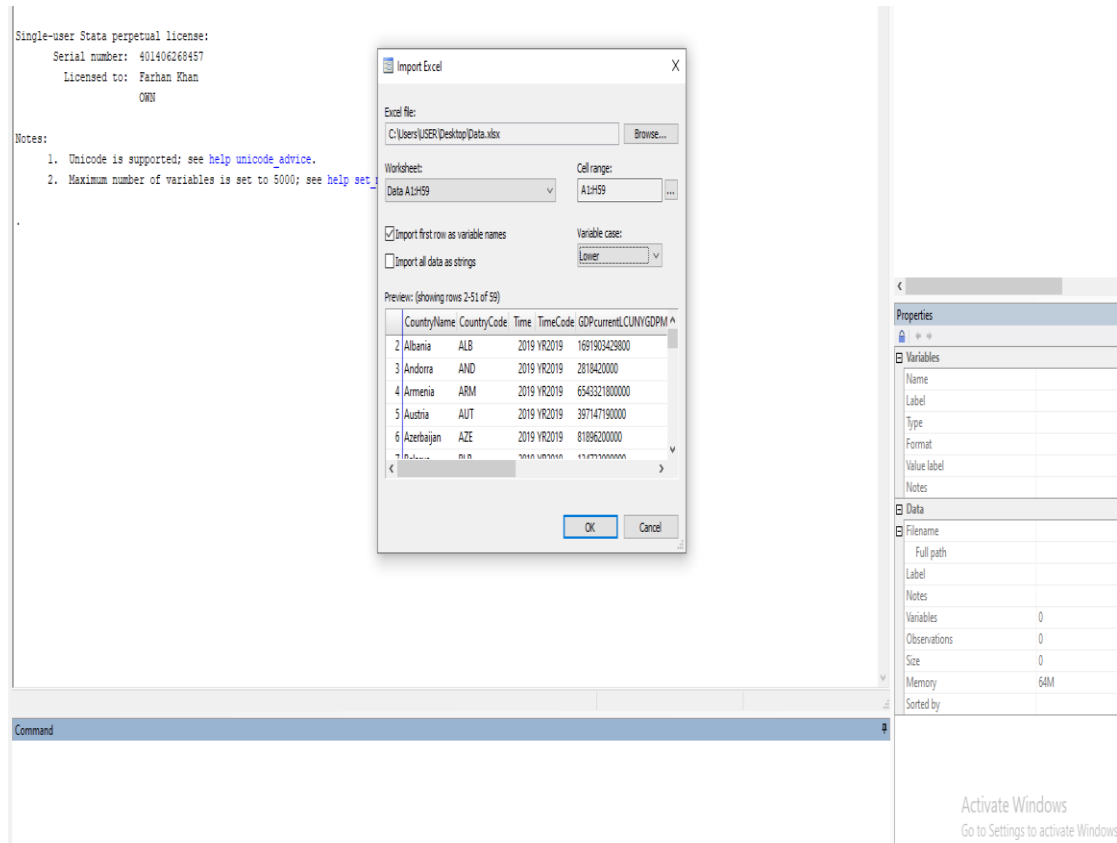 Single-user Stata perpetual license:
Serial number: 401406268457
Licensed to: Farhan Khan
OWN
Notes:
1. Unicode is supported; see help unicode_advice.
2. Maximum number of variables is set to 5000; see help set_
.
Import Excel
X
Excel file:
C:\Users\USER\Desktop\Data.xlsx
Browse...
Worksheet:
Cell range:
Data A1:H59
A1:H59
...
Import first row as variable names
Variable case:
Lower
Import all data as strings
Preview: (showing rows 2-51 of 59)
CountryName CountryCode Time TimeCode GDPcurrentLCUNYGDPM
2 Albania ALB 2019 YR2019 1691903429800
3 Andorra AND 2019 YR2019 2818420000
4 Armenia ARM 2019 YR2019 6543321800000
5 Austria AUT 2019 YR2019 397147190000
6 Azerbaijan AZE 2019 YR2019 81896200000
7 Belarus BLR 2019 YR2019
OK
Cancel
Properties
Variables
Name
Label
Type
Format
Value label
Notes
Data
Filename
Full path
Label
Notes
Variables 0
Observations 0
Size 0
Memory 64M
Sorted by
Command
Activate Windows
Go to Settings to activate Windows